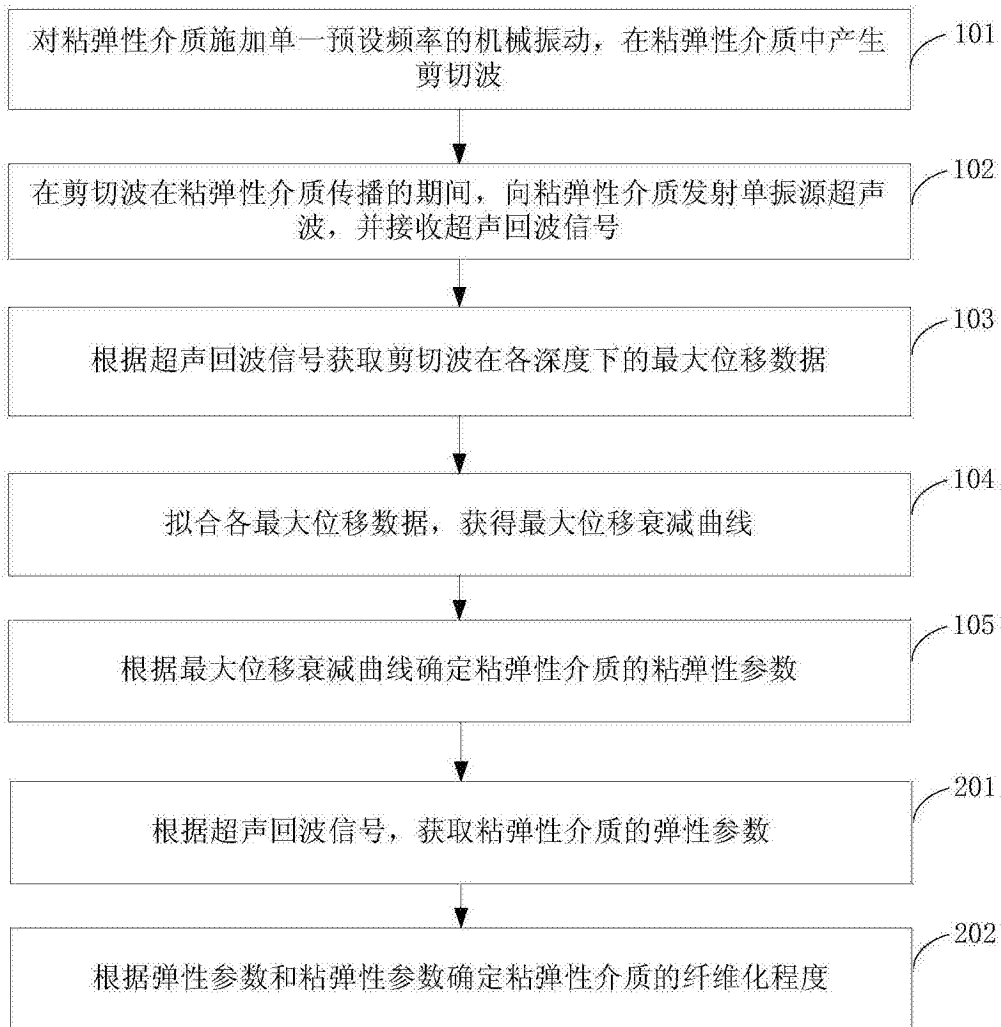 对粘弹性介质施加单一预设频率的机械振动，在粘弹性介质中产生
剪切波
101
在剪切波在粘弹性介质传播的期间，向粘弹性介质发射单振源超声
波，并接收超声回波信号
102
根据超声回波信号获取剪切波在各深度下的最大位移数据
103
拟合各最大位移数据，获得最大位移衰减曲线
104
根据最大位移衰减曲线确定粘弹性介质的粘弹性参数
105
根据超声回波信号，获取粘弹性介质的弹性参数
201
根据弹性参数和粘弹性参数确定粘弹性介质的纤维化程度
202